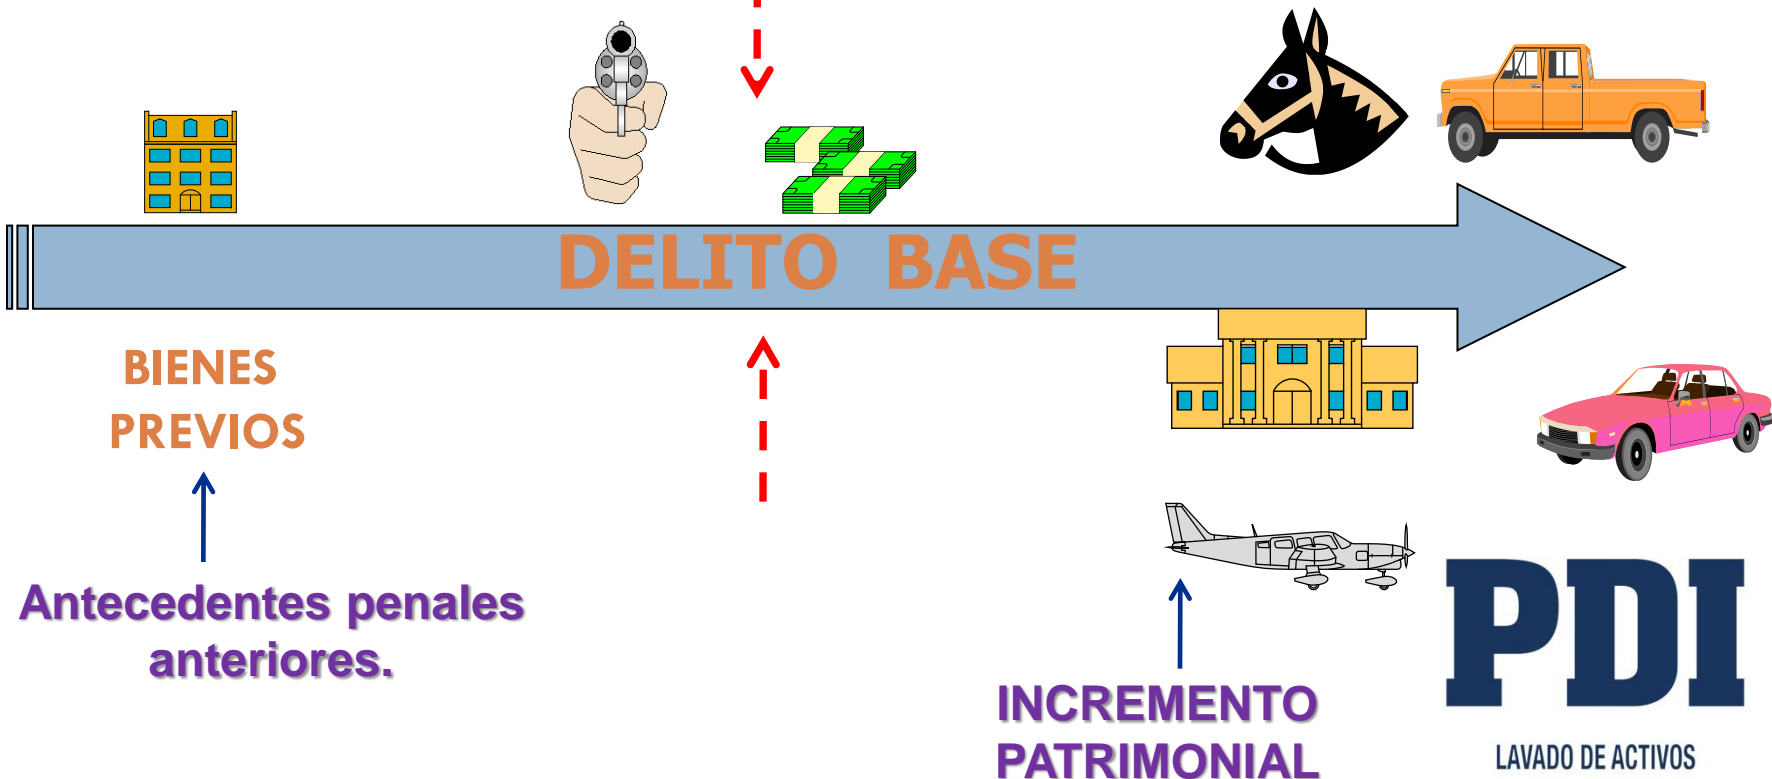 DELITO BASE
BIENES
PREVIOS
Antecedentes penales
anteriores.
INCREMENTO
PATRIMONIAL
PDI
LAVADO DE ACTIVOS